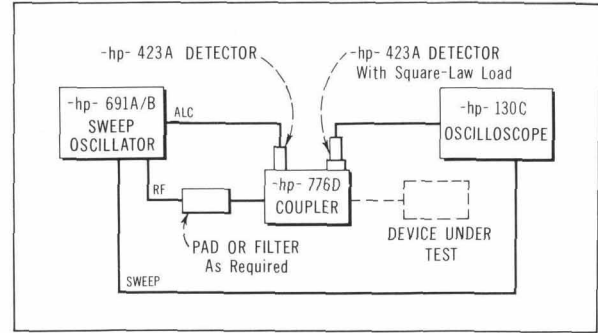 -hp- 423A DETECTOR
-hp- 423A DETECTOR
With Square-Law Load
-hp- 691A/B
SWEEP
OSCILLATOR
ALC
-hp- 130C
OSCILLOSCOPE
RF
-hp- 776D
COUPLER
DEVICE UNDER
TEST
PAD OR FILTER
As Required
SWEEP